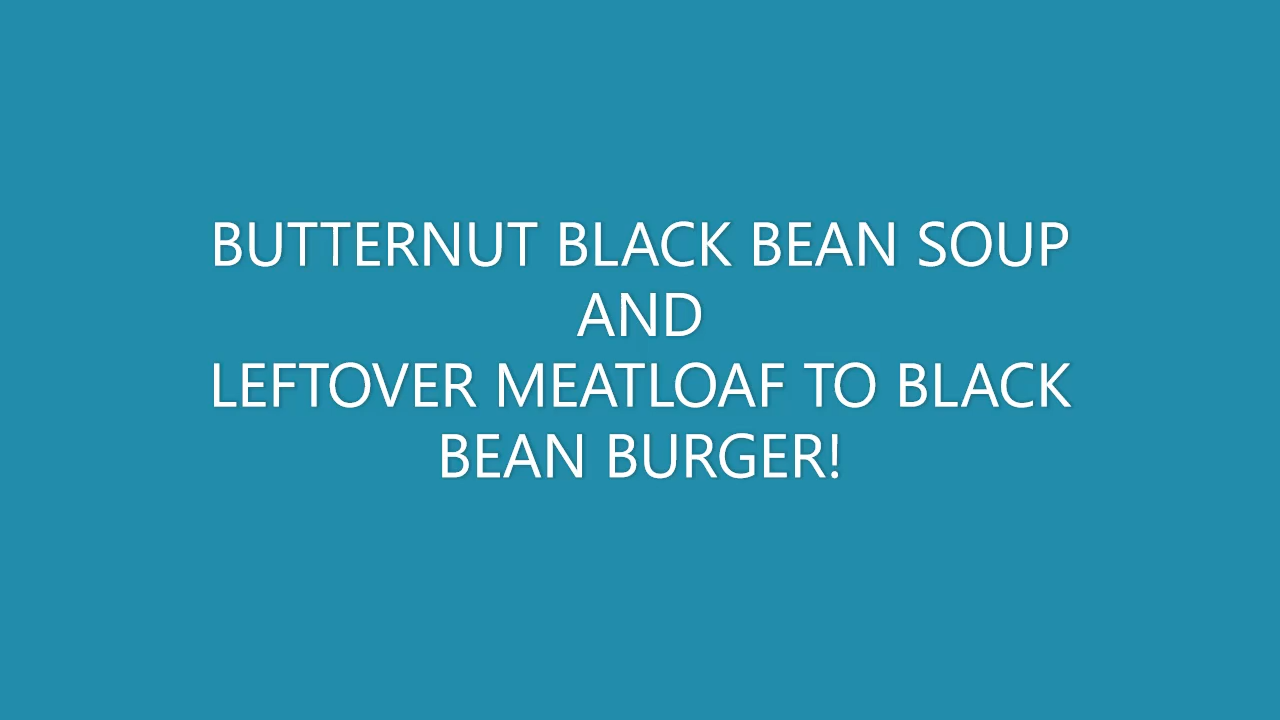 BUTTERNUT BLACK BEAN SOUP
AND
LEFTOVER MEATLOAF TO BLACK
BEAN BURGER!